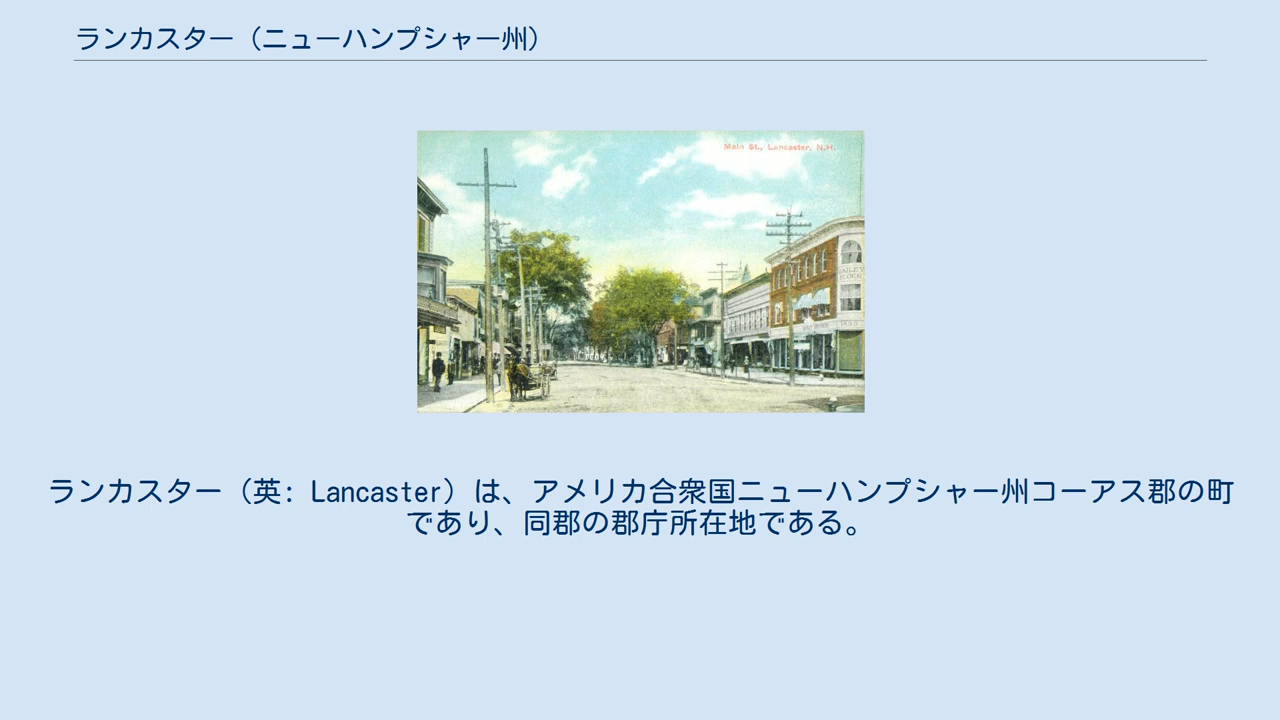 ランカスター（ニューハンプシャー州）
Main St., Lancaster, N.H.
ランカスター（英: Lancaster）は、アメリカ合衆国ニューハンプシャー州コーアス郡の町
であり、同郡の郡庁所在地である。